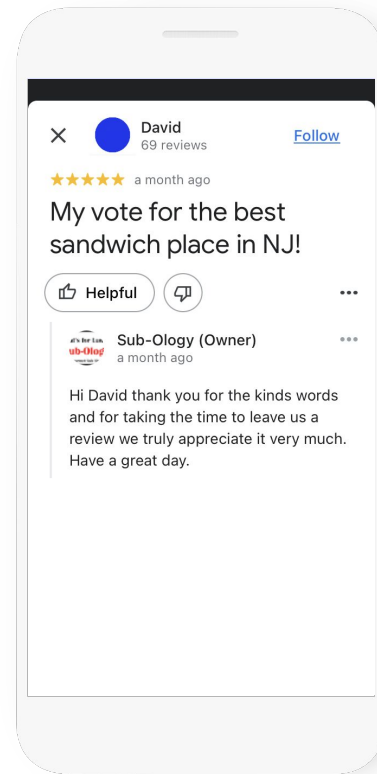 David
69 reviews
Follow
a month ago
My vote for the best
sandwich place in NJ!
Helpful
ub-Olog
Sub-Ology (Owner)
a month ago
Hi David thank you for the kinds words
and for taking the time to leave us a
review we truly appreciate it very much.
Have a great day.